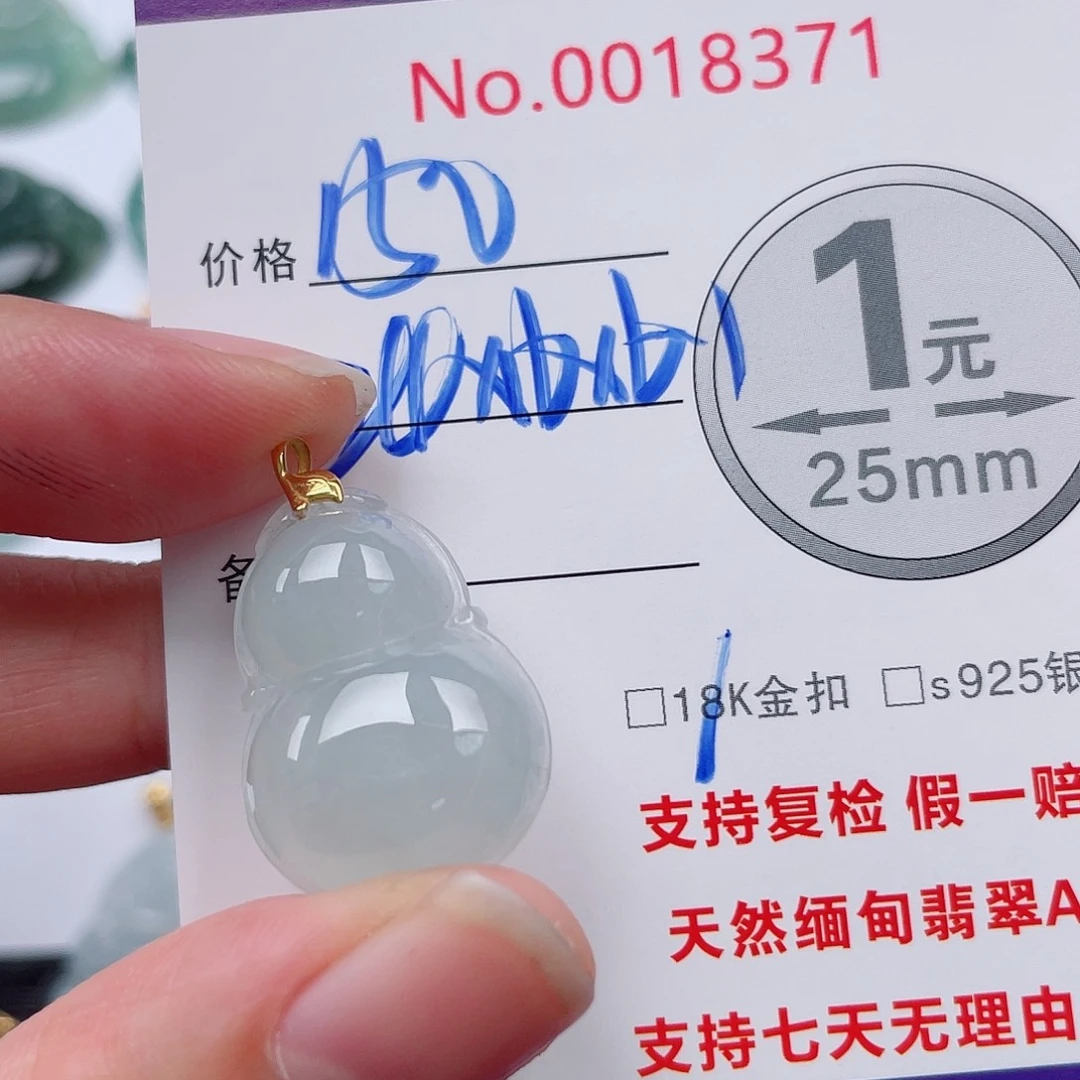 No.0018371
价格 150
1元
25mm
备
□18K金扣 □s925银
支持复检 假一赔
天然缅甸翡翠A
支持七天无理由